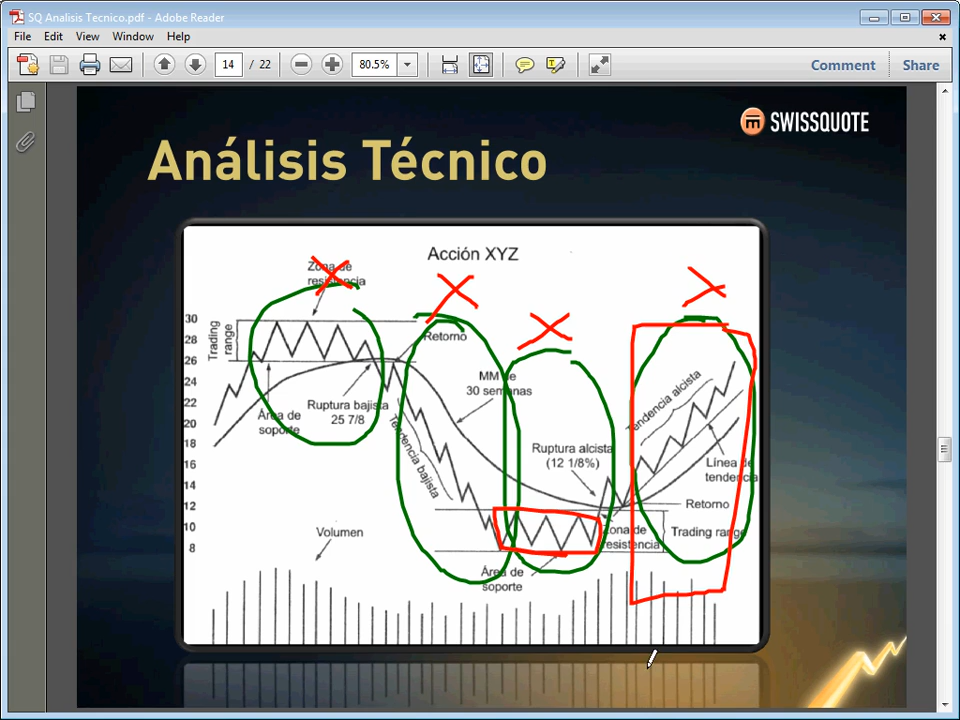 SQ Analisis Tecnico.pdf - Adobe Reader
File Edit View Window Help
14 / 22 80.5% Comment Share
SWISSQUOTE
Análisis Técnico
Acción XYZ
Zona de
resistencia
30
28
26
24
22
20
18
16
14
12
10
8
Trading
range
Retorno
MM de
30 semanas
Área de
soporte
Ruptura bajista
25 7/8
Tendencia bajista
Ruptura alcista
(12 1/8%)
Tendencia alcista
Línea de
tendencia
Retorno
Volumen
Zona de
resistencia
Trading range
Área de
soporte